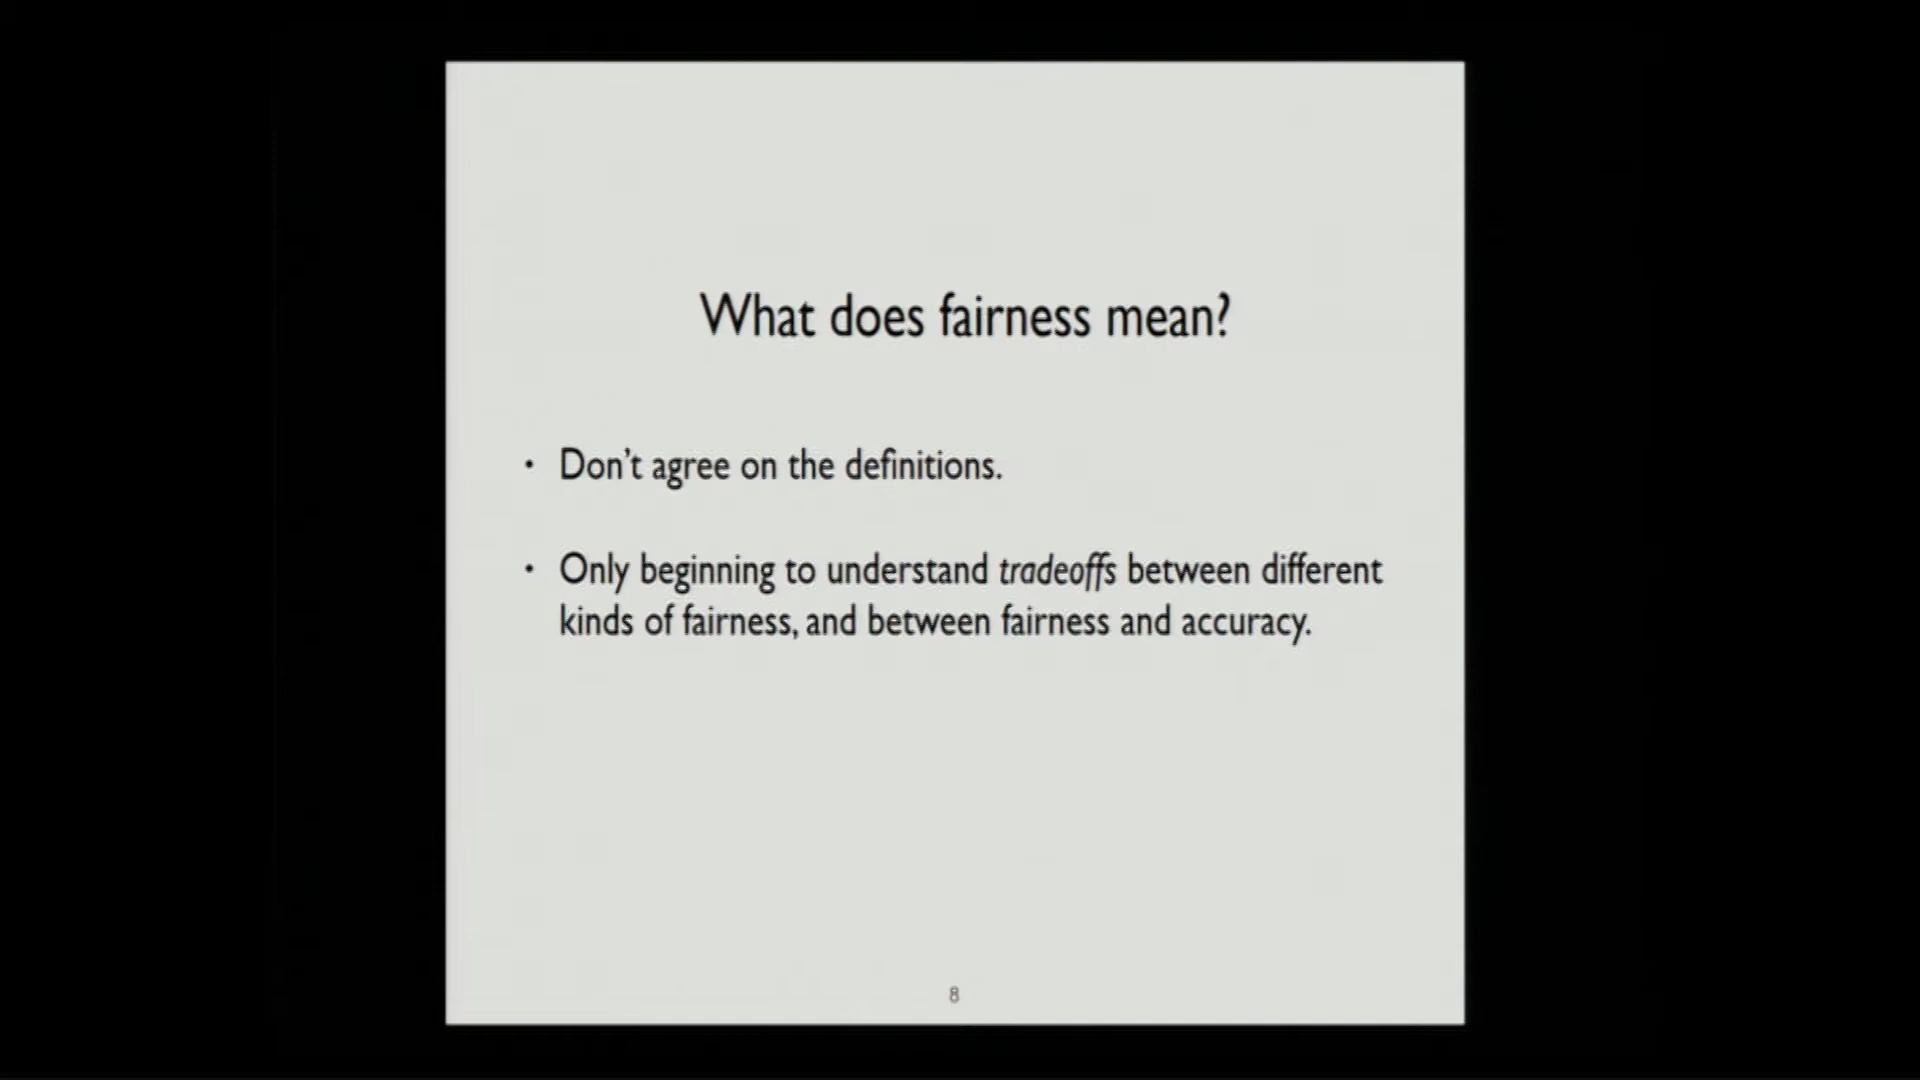 What does fairness mean?
• Don't agree on the definitions.
• Only beginning to understand tradeoffs between different
kinds of fairness, and between fairness and accuracy.
8